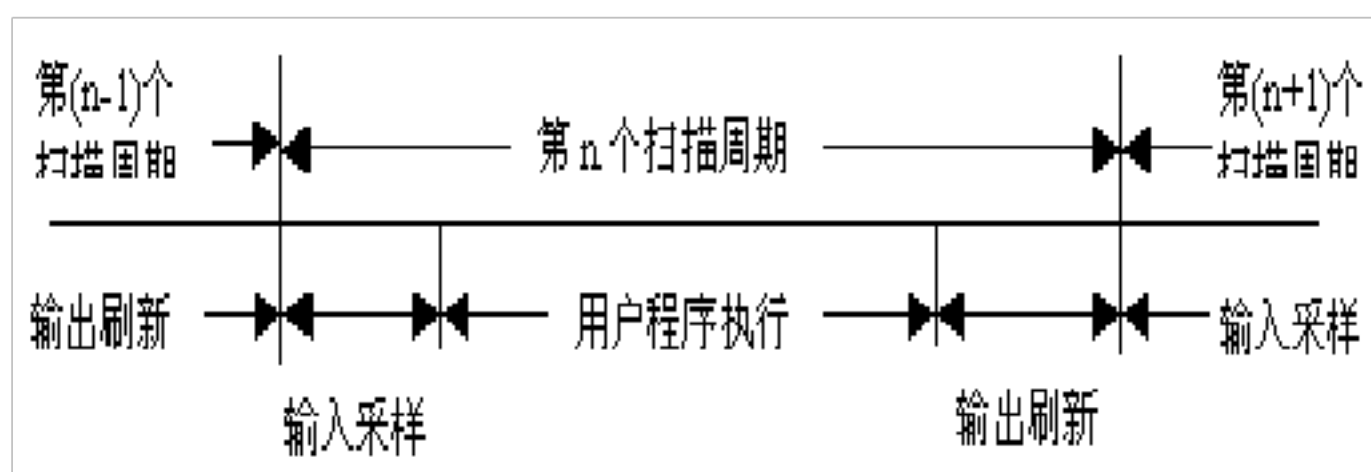 第(n-1)个
扫描周期
第 n 个扫描周期
第(n+1)个
扫描周期
输出刷新
用户程序执行
输入采样
输入采样
输出刷新